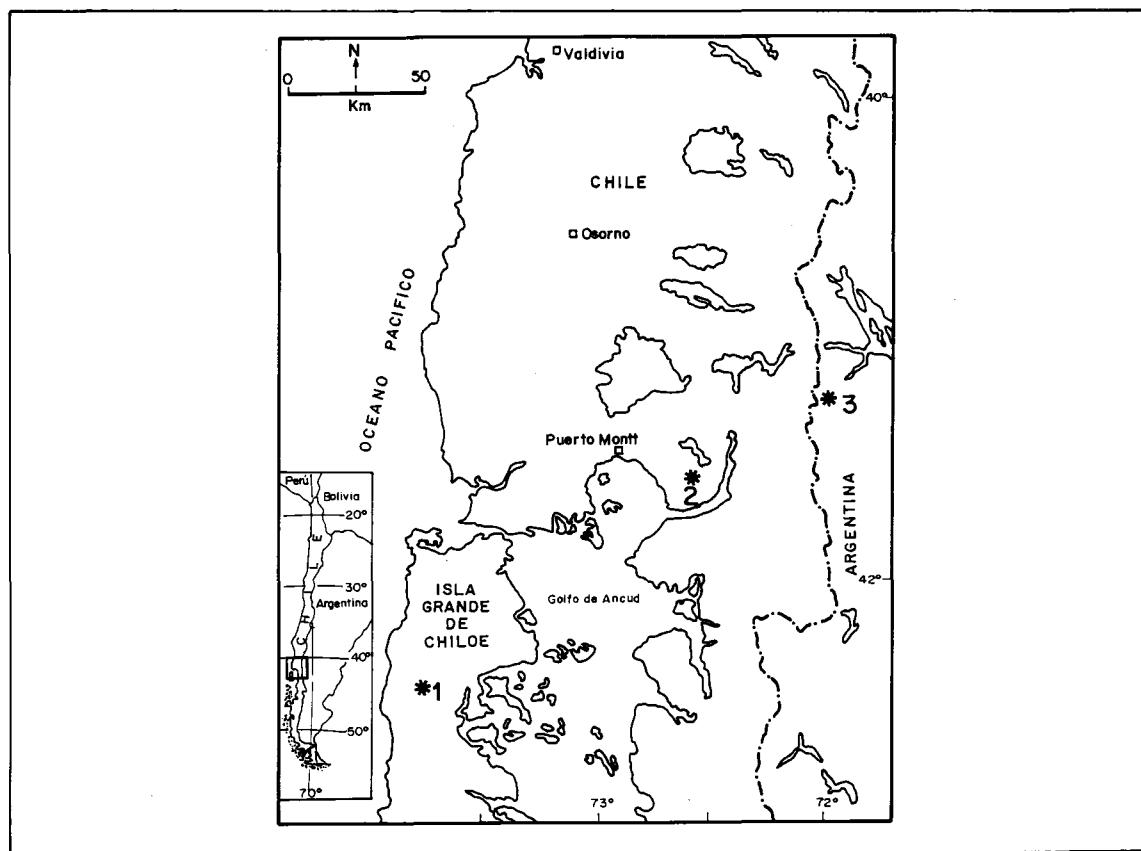 N
0 50
Km
Valdivia
40°
CHILE
Osorno
OCEANO PACIFICO
*3
Puerto Montt
*2
ARGENTINA
42°
ISLA
GRANDE
DE
CHILOE
Golfo de Ancud
*1
73°
72°
Perú
Bolivia
20°
CHILE
30°
Argentina
40°
50°
70°